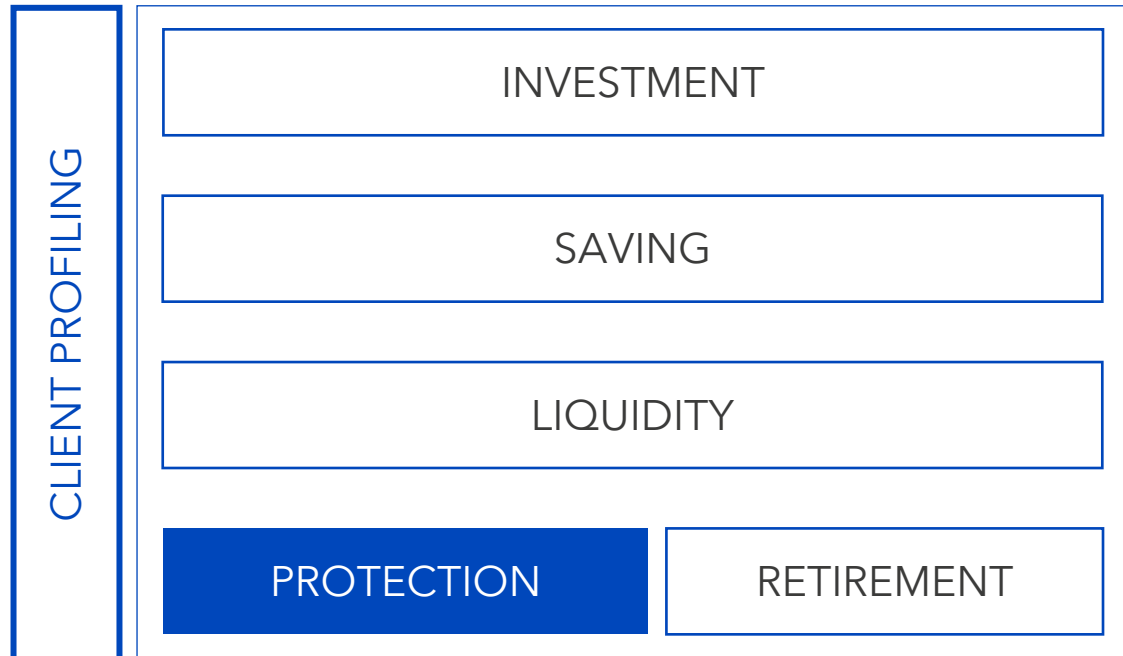 CLIENT PROFILING
INVESTMENT
SAVING
LIQUIDITY
PROTECTION
RETIREMENT